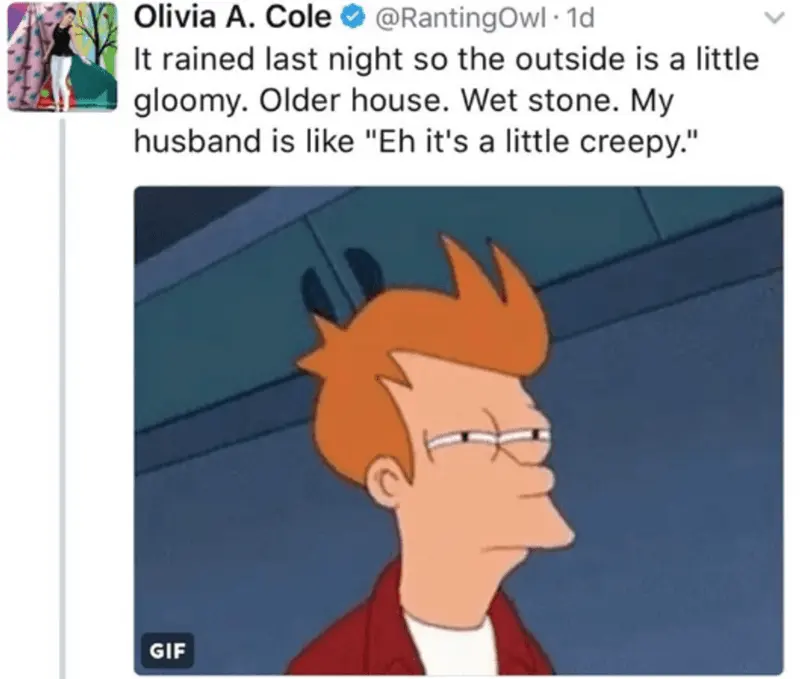 Olivia A. Cole @RantingOwl · 1d
It rained last night so the outside is a little
gloomy. Older house. Wet stone. My
husband is like "Eh it's a little creepy."
GIF